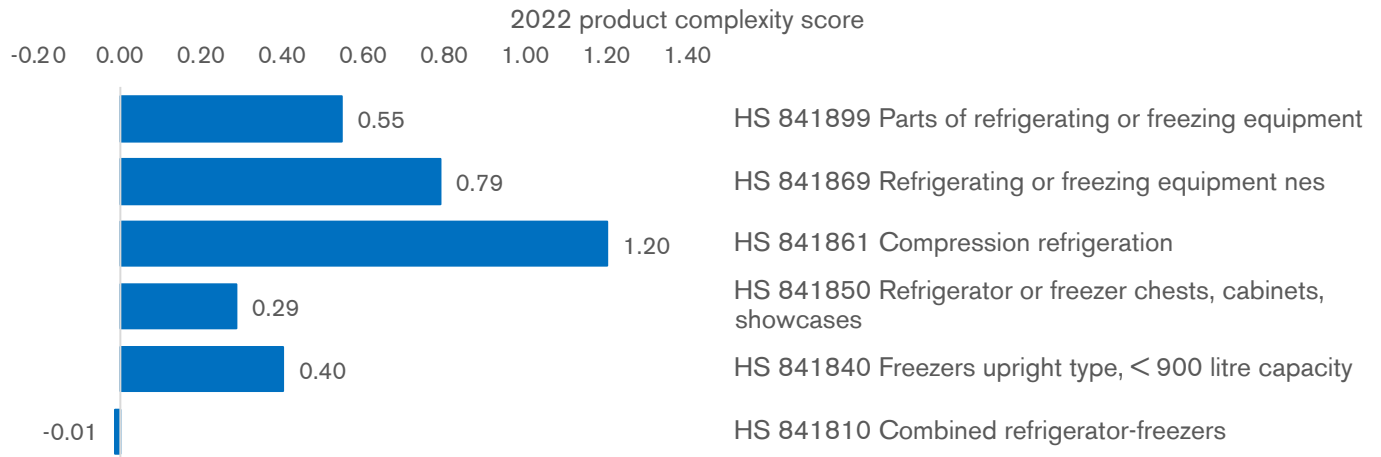 2022 product complexity score
-0.20 0.00 0.20 0.40 0.60 0.80 1.00 1.20 1.40
0.55 HS 841899 Parts of refrigerating or freezing equipment
0.79 HS 841869 Refrigerating or freezing equipment nes
1.20 HS 841861 Compression refrigeration
0.29 HS 841850 Refrigerator or freezer chests, cabinets,
showcases
0.40 HS 841840 Freezers upright type, < 900 litre capacity
-0.01 HS 841810 Combined refrigerator-freezers